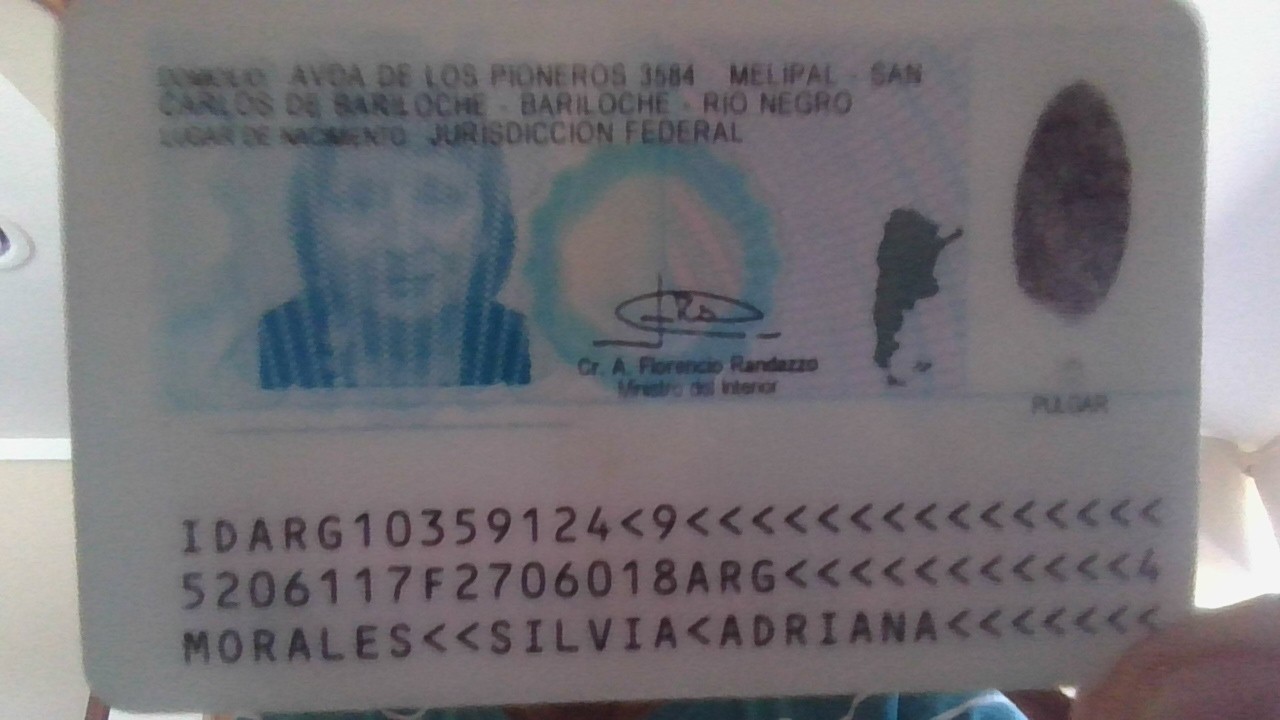 DOMICILIO: AVDA DE LOS PIONEROS 3584 MELIPAL - SAN
CARLOS DE BARILOCHE - BARILOCHE - RIO NEGRO
LUGAR DE NACIMIENTO: JURISDICCION FEDERAL
Cr. A. Florencio Randazzo
Ministro del Interior
PULGAR
IDARG10359124<9<<<<<<<<<<<<<<<
5206117F2706018ARG<<<<<<<<<<<4
MORALES<<SILVIA<ADRIANA<<<<<<<